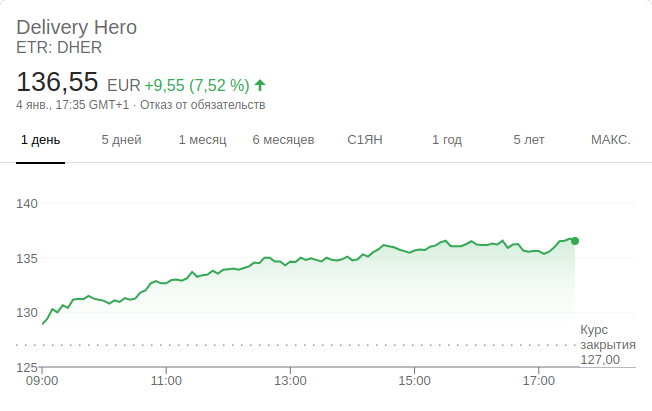 Delivery Hero
ETR: DHER
136,55 EUR +9,55 (7,52 %)
4 янв., 17:35 GMT+1 · Отказ от обязательств
1 день 5 дней 1 месяц 6 месяцев С1ЯН 1 год 5 лет МАКС.
140
135
130
Курс
закрытия
127,00
125
09:00 11:00 13:00 15:00 17:00